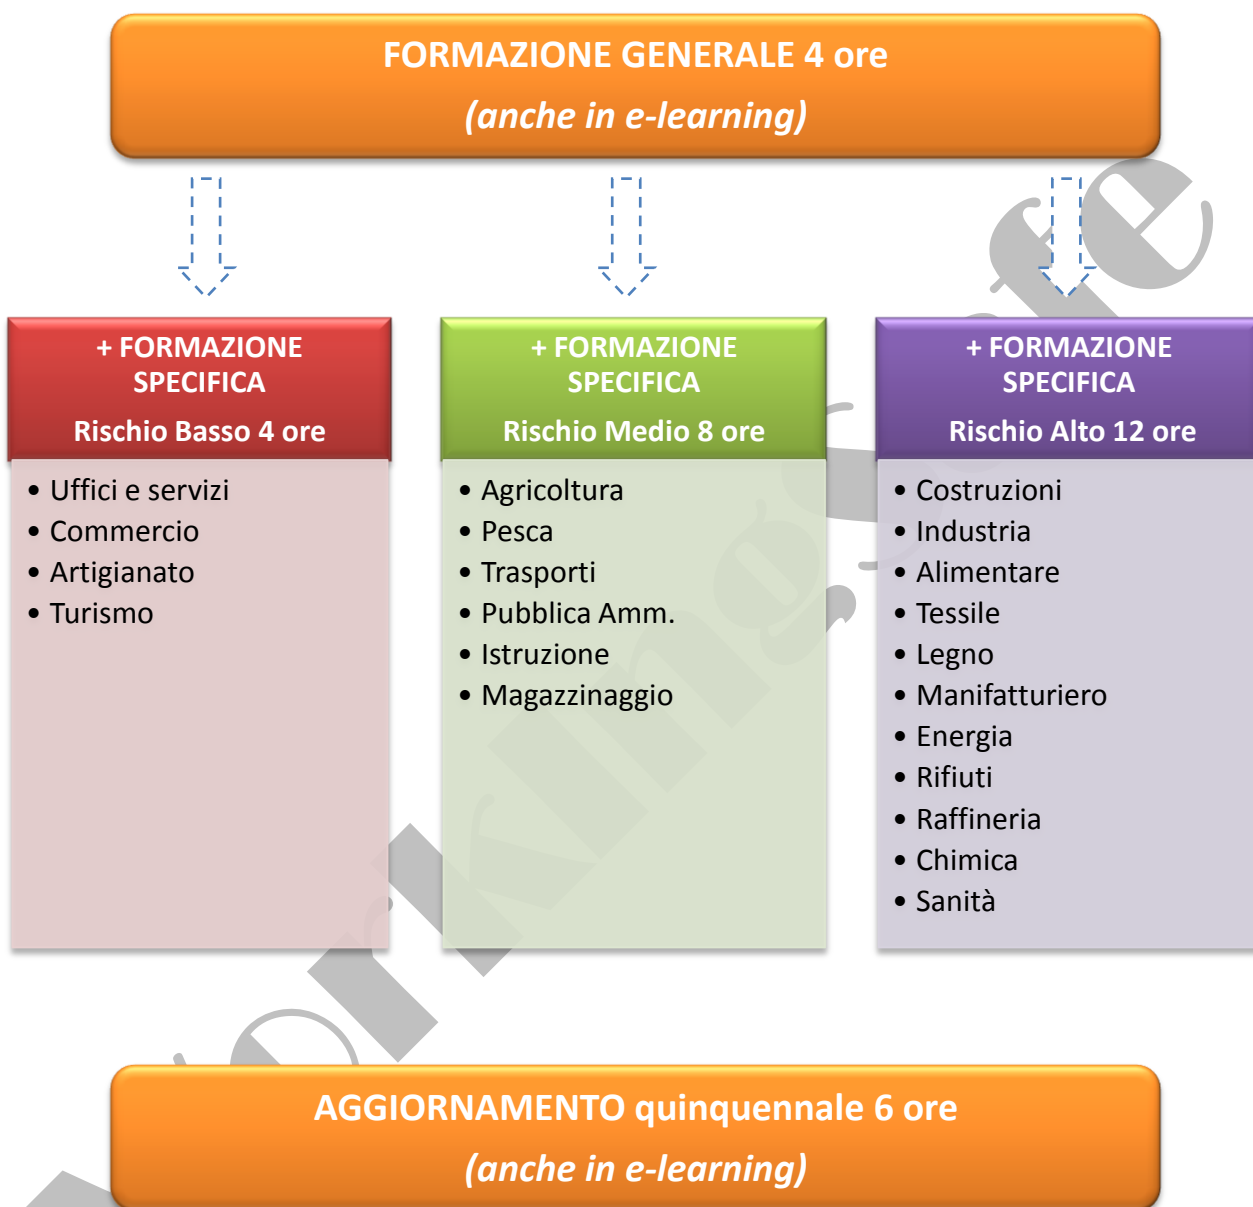 FORMAZIONE GENERALE 4 ore
(anche in e-learning)
+ FORMAZIONE
SPECIFICA
Rischio Basso 4 ore
• Uffici e servizi
• Commercio
• Artigianato
• Turismo
+ FORMAZIONE
SPECIFICA
Rischio Medio 8 ore
• Agricoltura
• Pesca
• Trasporti
• Pubblica Amm.
• Istruzione
• Magazzinaggio
+ FORMAZIONE
SPECIFICA
Rischio Alto 12 ore
• Costruzioni
• Industria
• Alimentare
• Tessile
• Legno
• Manifatturiero
• Energia
• Rifiuti
• Raffineria
• Chimica
• Sanità
AGGIORNAMENTO quinquennale 6 ore
(anche in e-learning)